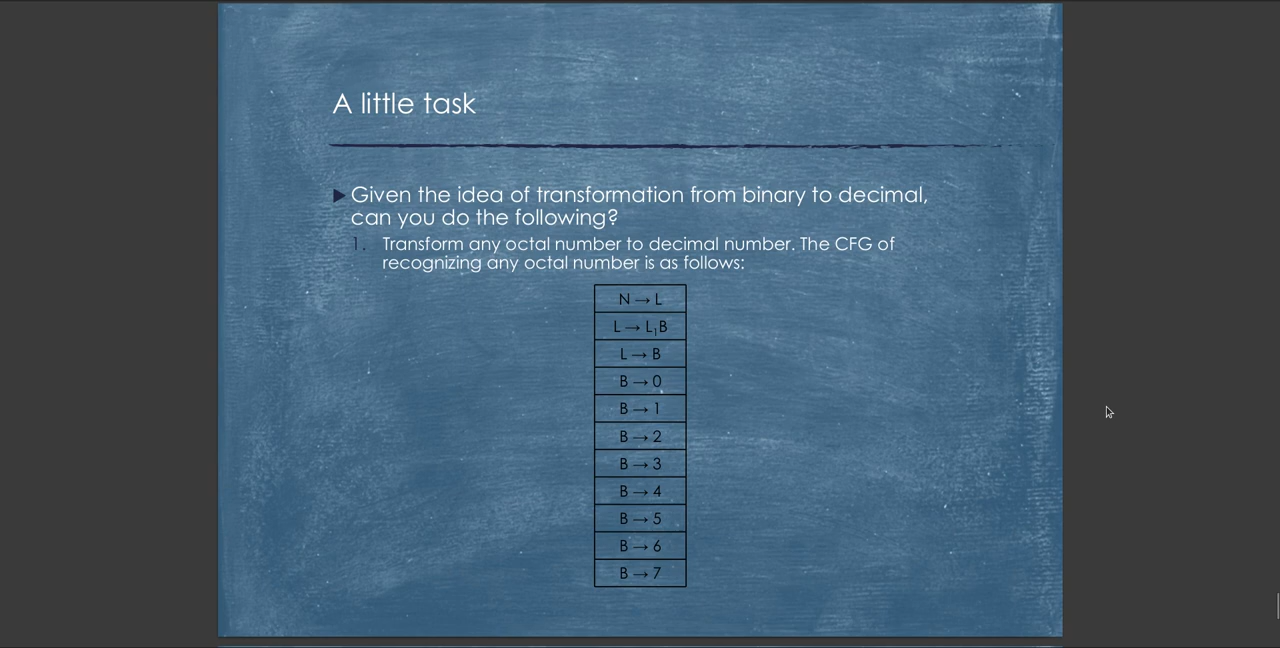 A little task
Given the idea of transformation from binary to decimal,
can you do the following?
1. Transform any octal number to decimal number. The CFG of
recognizing any octal number is as follows:
N → L
L → L₁B
L → B
B → 0
B → 1
B → 2
B → 3
B → 4
B → 5
B → 6
B → 7